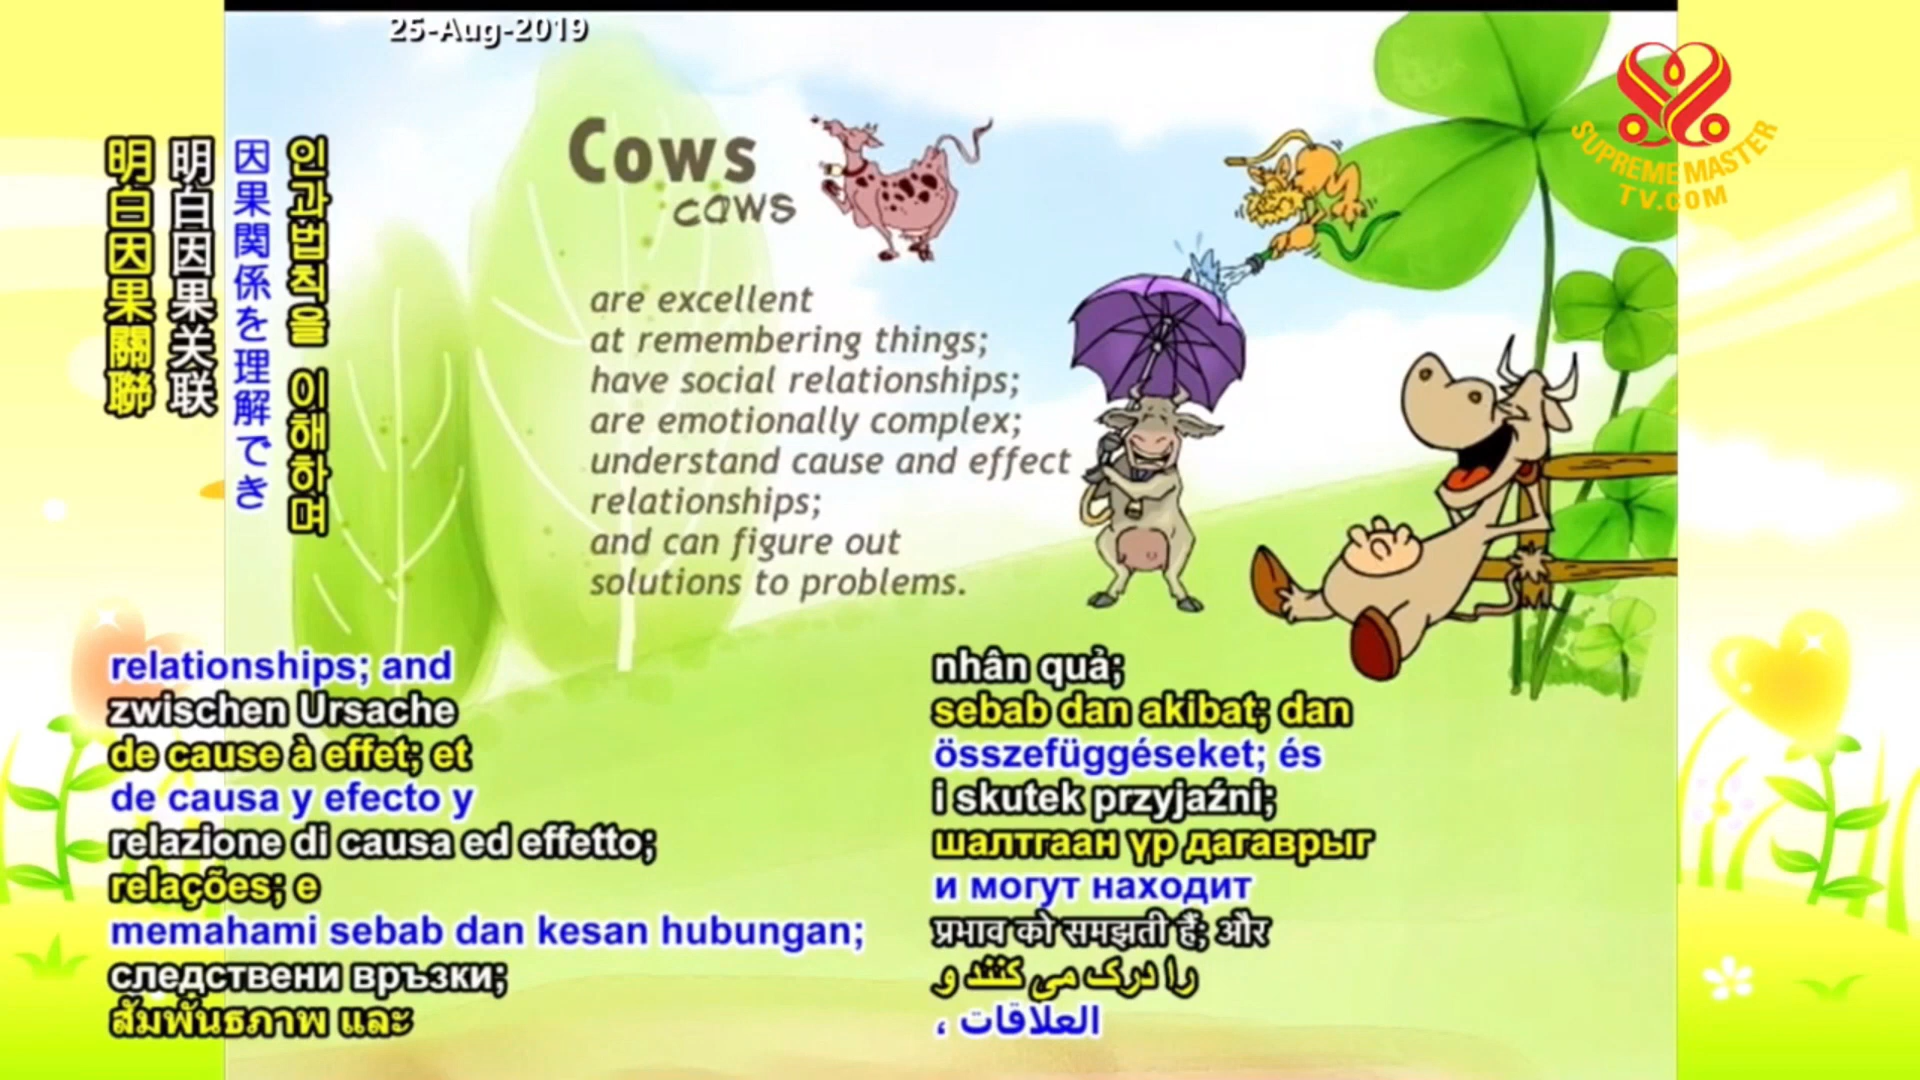 25-Aug-2019
SUPREME MASTER
TV.COM
明白因果關聯
明白因果关联
因果関係を理解でき
인과법칙을 이해하며
Cows
cows
are excellent
at remembering things;
have social relationships;
are emotionally complex;
understand cause and effect
relationships;
and can figure out
solutions to problems.
relationships; and
zwischen Ursache
de cause à effet; et
de causa y efecto y
relazione di causa ed effetto;
relações; e
memahami sebab dan kesan hubungan;
следствени връзки;
สัมพันธภาพ และ
nhân quả;
sebab dan akibat; dan
összefüggéseket; és
i skutek przyjaźni;
шалтгаан үр дагаврыг
и могут находит
प्रभाव को समझती हैं; और
را درک می کنند و
العلاقات ،